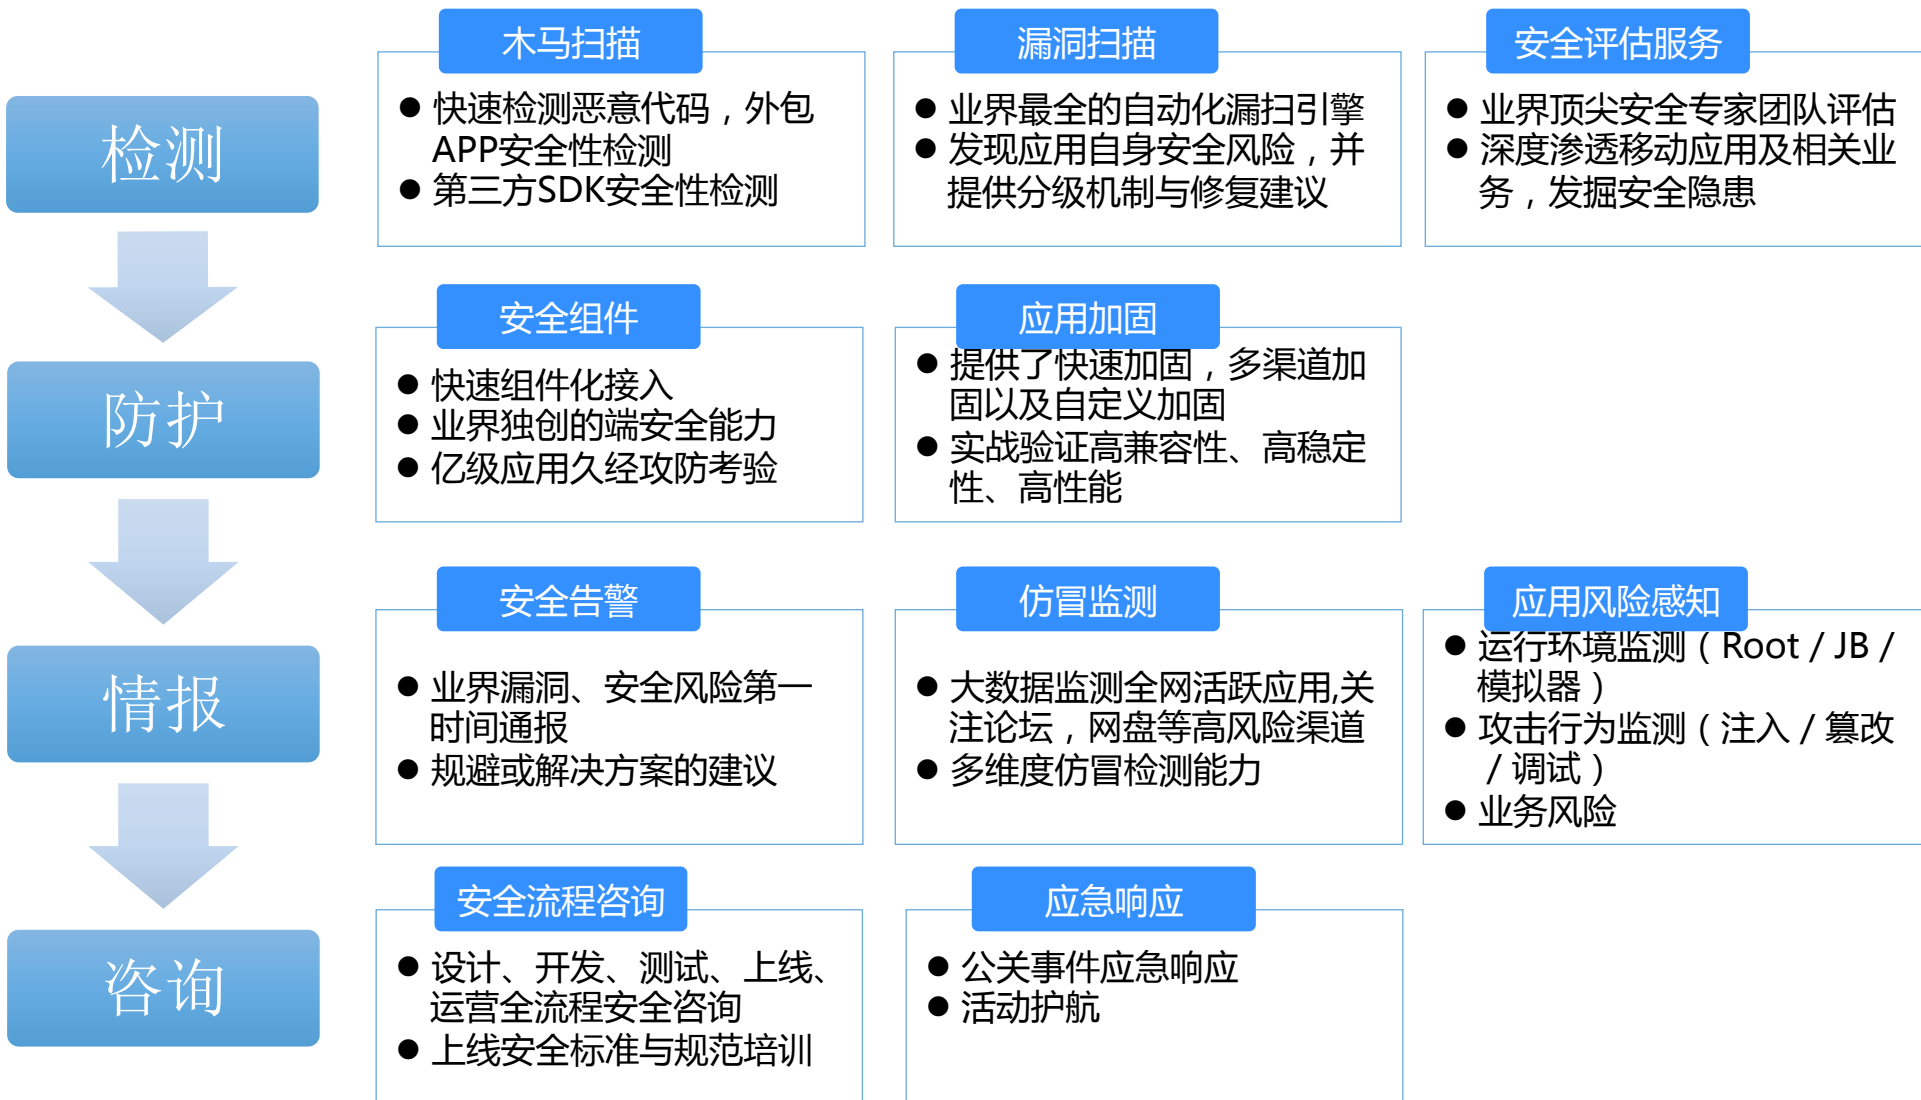 检测
木马扫描
● 快速检测恶意代码，外包
APP安全性检测
● 第三方SDK安全性检测
漏洞扫描
● 业界最全的自动化漏扫引擎
● 发现应用自身安全风险，并
提供分级机制与修复建议
安全评估服务
● 业界顶尖安全专家团队评估
● 深度渗透移动应用及相关业
务，发掘安全隐患
防护
安全组件
● 快速组件化接入
● 业界独创的端安全能力
● 亿级应用久经攻防考验
应用加固
● 提供了快速加固，多渠道加
固以及自定义加固
● 实战验证高兼容性、高稳定
性、高性能
情报
安全告警
● 业界漏洞、安全风险第一
时间通报
● 规避或解决方案的建议
仿冒监测
● 大数据监测全网活跃应用,关
注论坛，网盘等高风险渠道
● 多维度仿冒检测能力
应用风险感知
● 运行环境监测（Root / JB /
模拟器）
● 攻击行为监测（注入 / 篡改
/ 调试）
● 业务风险
咨询
安全流程咨询
● 设计、开发、测试、上线、
运营全流程安全咨询
● 上线安全标准与规范培训
应急响应
● 公关事件应急响应
● 活动护航